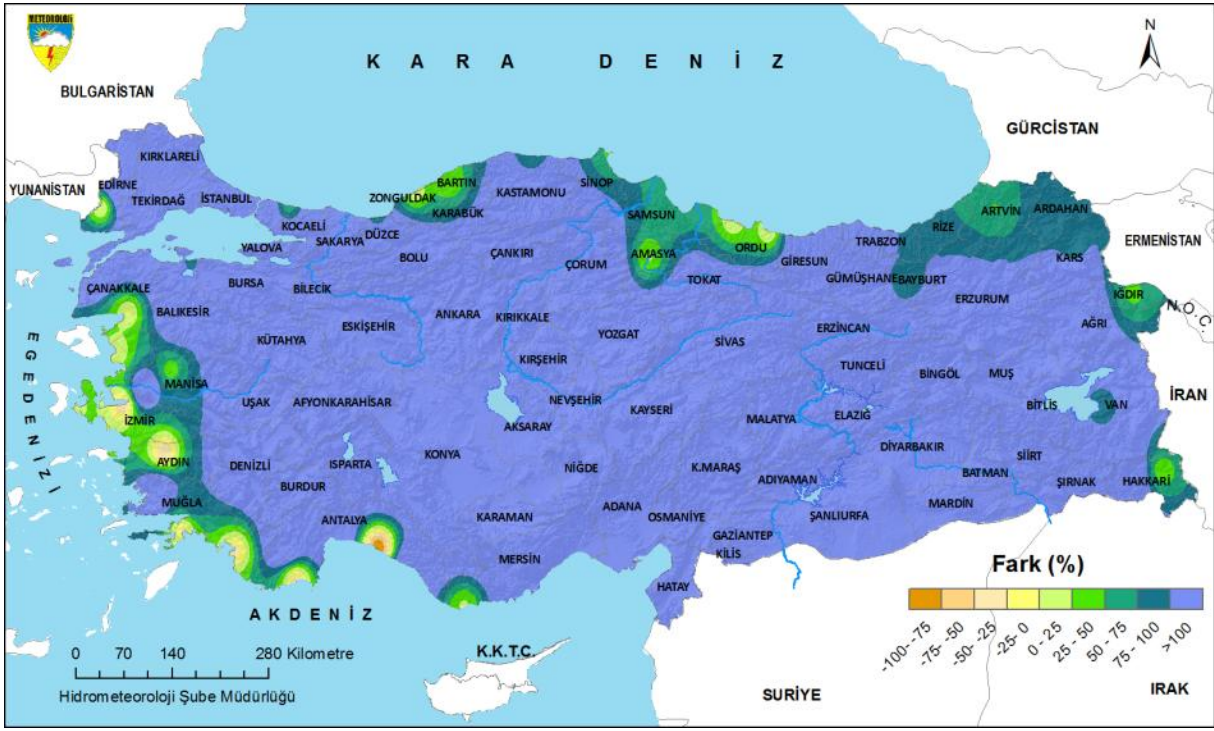 METEOROLOJİ
K A R A D E N İ Z
N
BULGARİSTAN
GÜRCİSTAN
KIRKLARELİ
YUNANİSTAN
EDİRNE
TEKİRDAĞ
İSTANBUL
ZONGULDAK
BARTIN
KARABÜK
KASTAMONU
SİNOP
SAMSUN
ARTVİN
ARDAHAN
RİZE
ERMENİSTAN
KOCAELİ
SAKARYA
DÜZCE
YALOVA
BOLU
ÇANKIRI
ÇORUM
AMASYA
ORDU
GİRESUN
TRABZON
GÜMÜŞHANE
BAYBURT
KARS
TOKAT
IĞDIR
N.Ö.C.
ÇANAKKALE
BALIKESİR
BURSA
BİLECİK
ESKİŞEHİR
ANKARA
KIRIKKALE
YOZGAT
SİVAS
ERZİNCAN
ERZURUM
AĞRI
KÜTAHYA
KIRŞEHİR
TUNCELİ
BİNGÖL
MUŞ
E G E D E N İ Z İ
MANİSA
UŞAK
AFYONKARAHİSAR
NEVŞEHİR
KAYSERİ
MALATYA
ELAZIĞ
BİTLİS
VAN
İRAN
İZMİR
AKSARAY
AYDIN
DENİZLİ
ISPARTA
KONYA
NİĞDE
K.MARAŞ
ADIYAMAN
DİYARBAKIR
BATMAN
SİİRT
ŞIRNAK
HAKKARİ
BURDUR
MUĞLA
ANTALYA
KARAMAN
ADANA
OSMANİYE
ŞANLIURFA
MARDİN
GAZİANTEP
KİLİS
MERSİN
HATAY
A K D E N İ Z
K.K.T.C.
SURİYE
IRAK
Fark (%)
-100--75
-75--50
-50--25
-25-0
0 - 25
25 - 50
50 - 75
75 - 100
>100
0 70 140 280 Kilometre
Hidrometeoroloji Şube Müdürlüğü